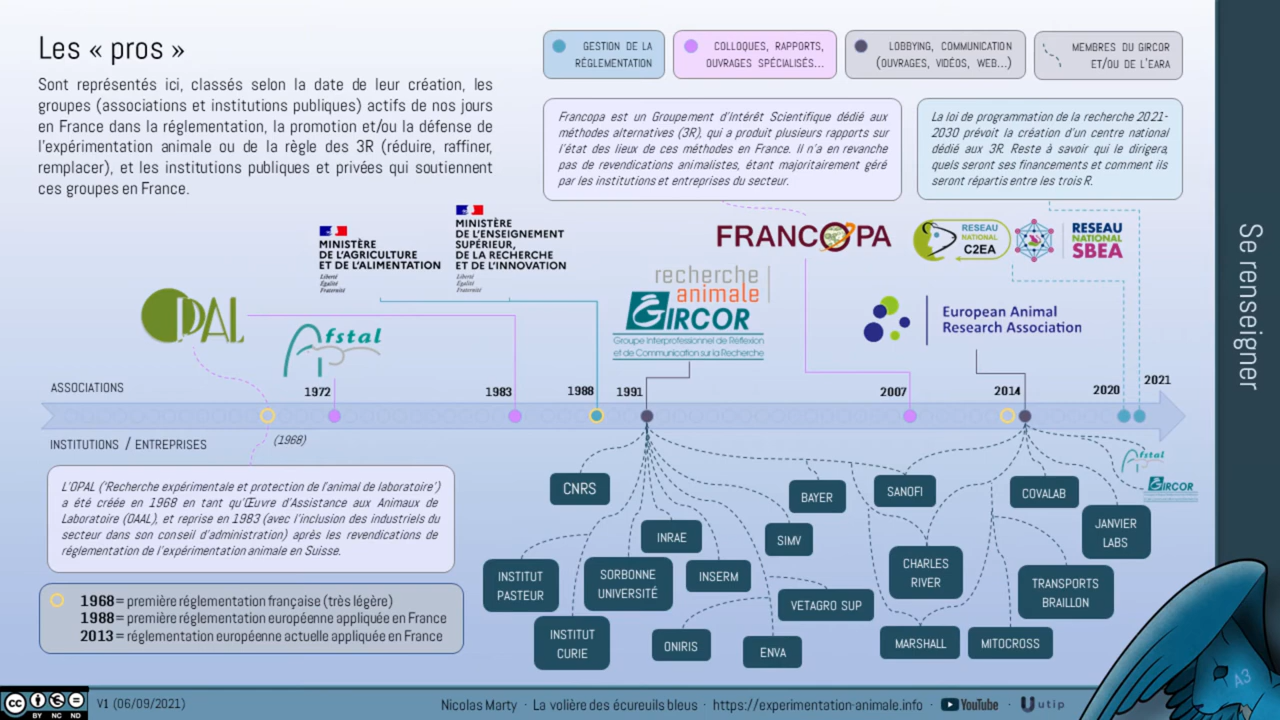 Les « pros »
Sont représentés ici, classés selon la date de leur création, les
groupes (associations et institutions publiques) actifs de nos jours
en France dans la réglementation, la promotion et/ou la défense de
l'expérimentation animale ou de la règle des 3R (réduire, raffiner,
remplacer), et les institutions publiques et privées qui soutiennent
ces groupes en France.
GESTION DE LA
RÉGLEMENTATION
COLLOQUES, RAPPORTS,
OUVRAGES SPÉCIALISÉS...
LOBBYING, COMMUNICATION
(OUVRAGES, VIDÉOS, WEB...)
MEMBRES DU GIRCOR
ET/OU DE L'EARA
Francopa est un Groupement d'Intérêt Scientifique dédié aux
méthodes alternatives (3R), qui a produit plusieurs rapports sur
l'état des lieux de ces méthodes en France. Il n'a en revanche
pas de revendications animalistes, étant majoritairement géré
par les institutions et entreprises du secteur.
La loi de programmation de la recherche 2021-
2030 prévoit la création d'un centre national
dédié aux 3R. Reste à savoir qui le dirigera,
quels seront ses financements et comment ils
seront répartis entre les trois R.
Se renseigner
MINISTÈRE
DE L'AGRICULTURE
ET DE L'ALIMENTATION
Liberté
Égalité
Fraternité
MINISTÈRE
DE L'ENSEIGNEMENT
SUPÉRIEUR,
DE LA RECHERCHE
ET DE L'INNOVATION
Liberté
Égalité
Fraternité
FRANCOPA
RESEAU
NATIONAL
C2EA
RESEAU
NATIONAL
SBEA
recherche
animale
GIRCOR
Groupe Interprofessionnel de Réflexion
et de Communication sur la Recherche
European Animal
Research Association
OPAL
Afstal
ASSOCIATIONS
1972
1983
1988
1991
2007
2014
2020
2021
INSTITUTIONS / ENTREPRISES
(1968)
L'OPAL ('Recherche expérimentale et protection de l'animal de laboratoire')
a été créée en 1968 en tant qu'Œuvre d'Assistance aux Animaux de
Laboratoire (OAAL), et reprise en 1983 (avec l'inclusion des industriels du
secteur dans son conseil d'administration) après les revendications de
réglementation de l'expérimentation animale en Suisse.
1968 = première réglementation française (très légère)
1988 = première réglementation européenne appliquée en France
2013 = réglementation européenne actuelle appliquée en France
CNRS
BAYER
SANOFI
COVALAB
Afstal
GIRCOR
INRAE
SIMV
JANVIER
LABS
INSTITUT
PASTEUR
SORBONNE
UNIVERSITÉ
INSERM
CHARLES
RIVER
TRANSPORTS
BRAILLON
VETAGRO SUP
INSTITUT
CURIE
ONIRIS
ENVA
MARSHALL
MITOCROSS
A3
CC BY NC ND
V1 (06/09/2021)
Nicolas Marty · La volière des écureuils bleus · https://experimentation-animale.info · YouTube · utip